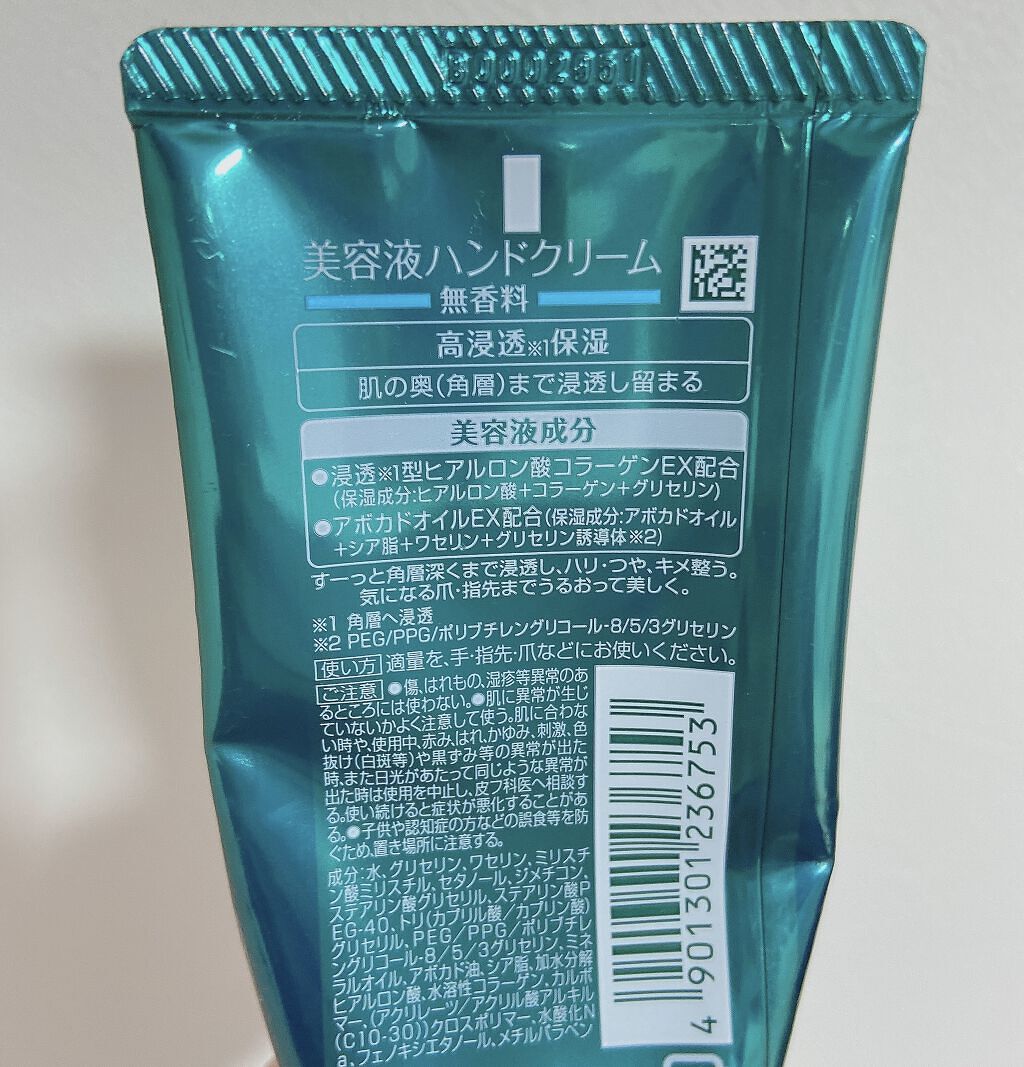 美容液ハンドクリーム
無香料
高浸透※1保湿
肌の奥(角層)まで浸透し留まる
美容液成分
●浸透※1型ヒアルロン酸コラーゲンEX配合
(保湿成分:ヒアルロン酸+コラーゲン+グリセリン)
●アボカドオイルEX配合(保湿成分:アボカドオイル
+シア脂+ワセリン+グリセリン誘導体※2)
すーっと角層深くまで浸透し、ハリ・つや、キメ整う。
気になる爪・指先までうるおって美しく。
※1 角層へ浸透
※2 PEG/PPG/ポリブチレングリコール-8/5/3グリセリン
使い方 適量を、手・指先・爪などにお使いください。
ご注意 ●傷、はれもの、湿疹等異常のあ
るところには使わない。●肌に異常が生じ
ていないかよく注意して使う。肌に合わな
い時や、使用中、赤み、はれ、かゆみ、刺激、色
抜け(白斑等)や黒ずみ等の異常が出た
時、また日光があたって同じような異常が
出た時は使用を中止し、皮フ科医へ相談す
る。使い続けると症状が悪化することがあ
る。●子供や認知症の方などの誤食等を防
ぐため、置き場所に注意する。
成分:水、グリセリン、ワセリン、ミリスチ
ン酸ミリスチル、セタノール、ジメチコン、
ステアリン酸グリセリル、ステアリン酸P
EG-40、トリ(カプリル酸/カプリン酸)
グリセリル、PEG/PPG/ポリブチレ
ングリコール-8/5/3グリセリン、ミネ
ラルオイル、アボカド油、シア脂、加水分解
ヒアルロン酸、水溶性コラーゲン、カルボ
マー、(アクリレーツ/アクリル酸アルキル
(C10-30))クロスポリマー、水酸化N
a、フェノキシエタノール、メチルパラベン
4 901301 236753